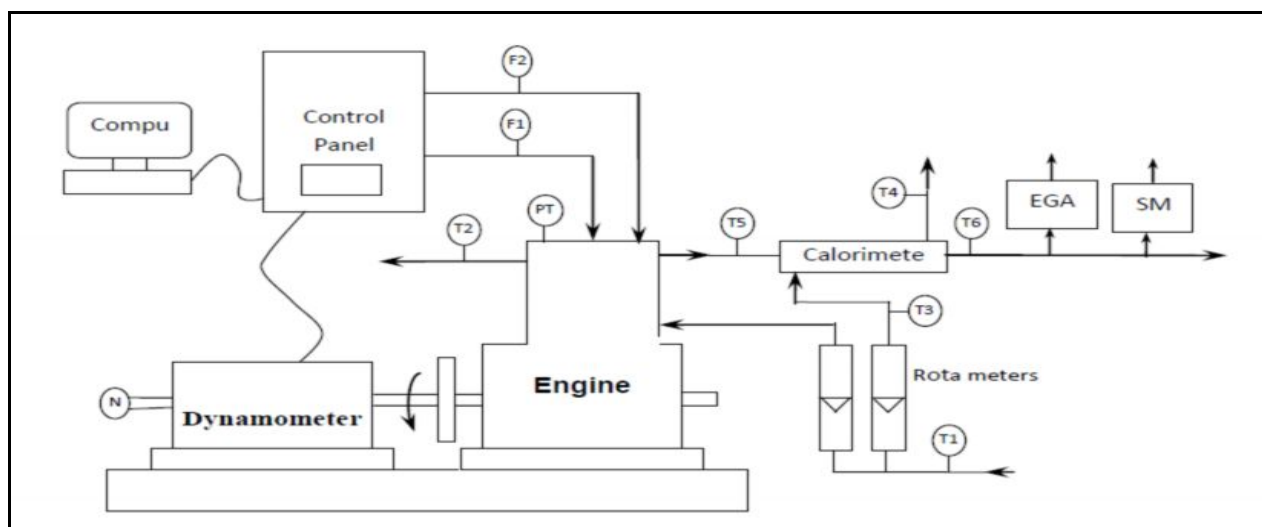 F2
Compu
Control
Panel
F1
T4
EGA
SM
PT
T2
T5
T6
Calorimete
T3
Engine
Rota meters
N
Dynamometer
T1